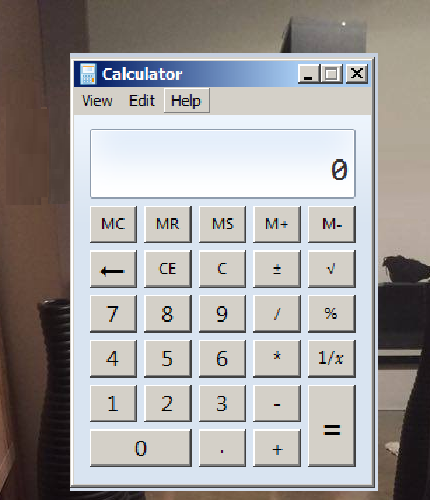 Calculator
View Edit Help
0
MC MR MS M+ M-
← CE C ± √
7 8 9 / %
4 5 6 * 1/x
1 2 3 -
=
0 . +